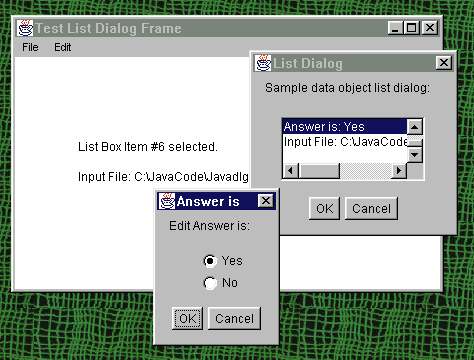 Test List Dialog Frame
File Edit
List Box Item #6 selected.
Input File: C:\JavaCode\Javadlg
List Dialog
Sample data object list dialog:
Answer is: Yes
Input File: C:\JavaCode
OK Cancel
Answer is
Edit Answer is:
Yes
No
OK Cancel